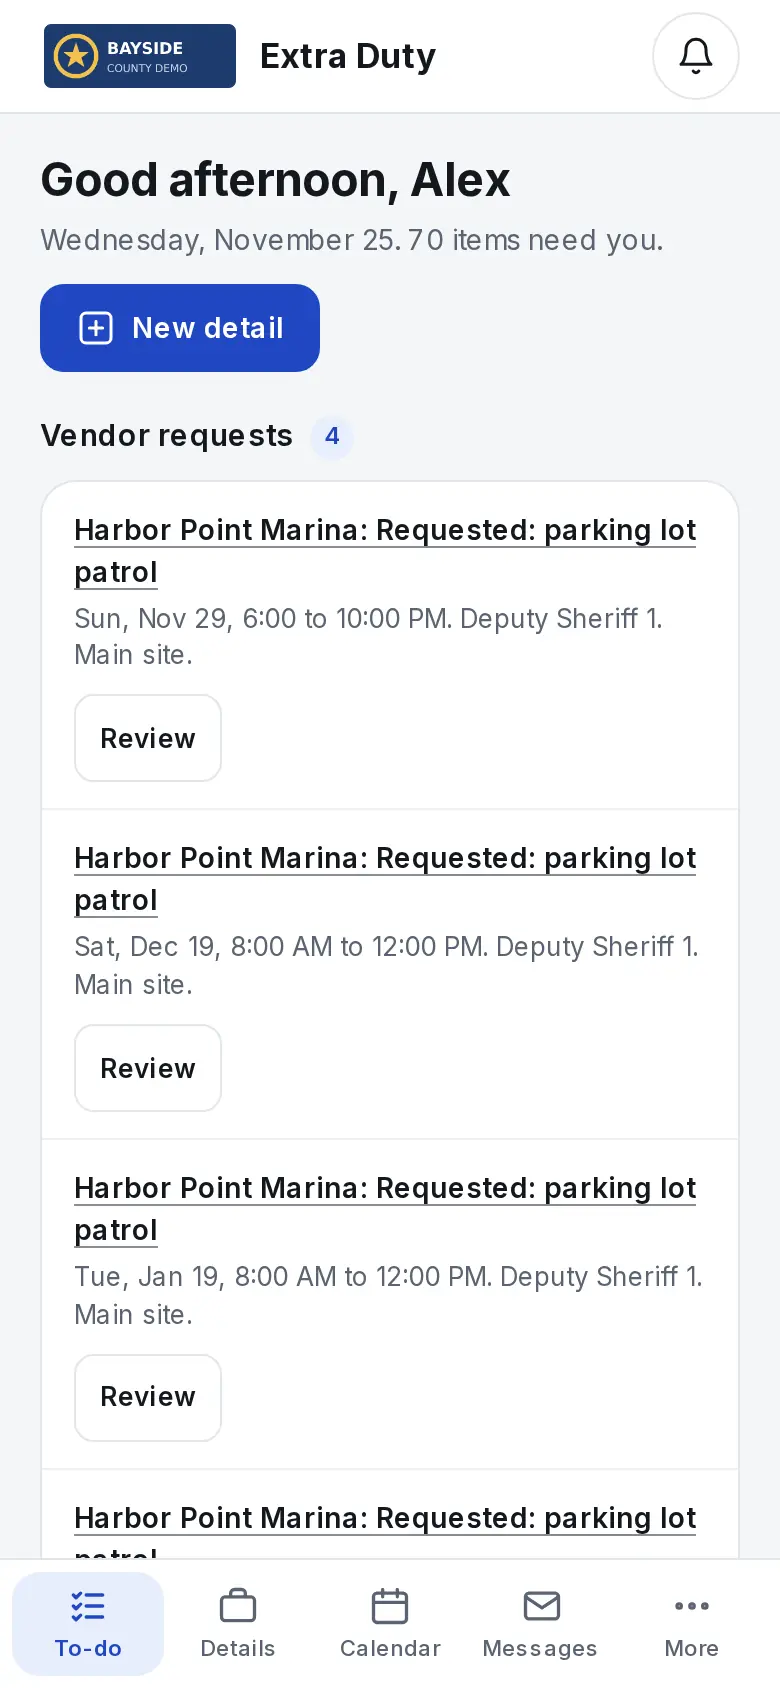 BAYSIDE
COUNTY DEMO
Extra Duty
Good afternoon, Alex
Wednesday, November 25. 70 items need you.
New detail
Vendor requests 4
Harbor Point Marina: Requested: parking lot
patrol
Sun, Nov 29, 6:00 to 10:00 PM. Deputy Sheriff 1.
Main site.
Review
Harbor Point Marina: Requested: parking lot
patrol
Sat, Dec 19, 8:00 AM to 12:00 PM. Deputy Sheriff 1.
Main site.
Review
Harbor Point Marina: Requested: parking lot
patrol
Tue, Jan 19, 8:00 AM to 12:00 PM. Deputy Sheriff 1.
Main site.
Review
Harbor Point Marina: Requested: parking lot
patrol
To-do
Details
Calendar
Messages
More